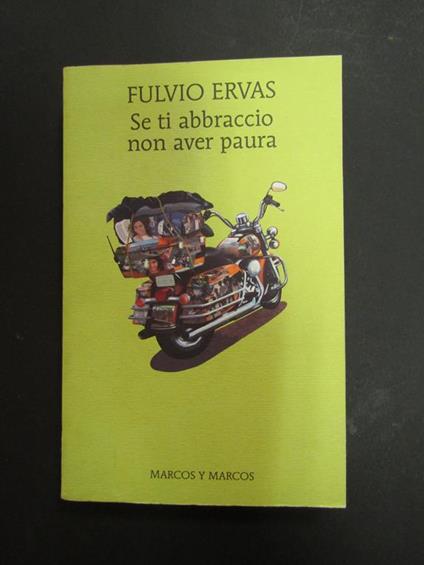 FULVIO ERVAS
Se ti abbraccio
non aver paura
MARCOS Y MARCOS